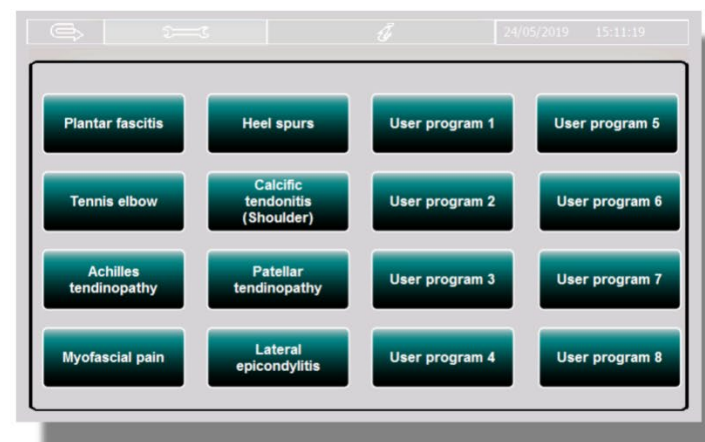 24/05/2019 15:11:19
Plantar fascitis
Heel spurs
User program 1
User program 5
Tennis elbow
Calcific
tendonitis
(Shoulder)
User program 2
User program 6
Achilles
tendinopathy
Patellar
tendinopathy
User program 3
User program 7
Myofascial pain
Lateral
epicondylitis
User program 4
User program 8